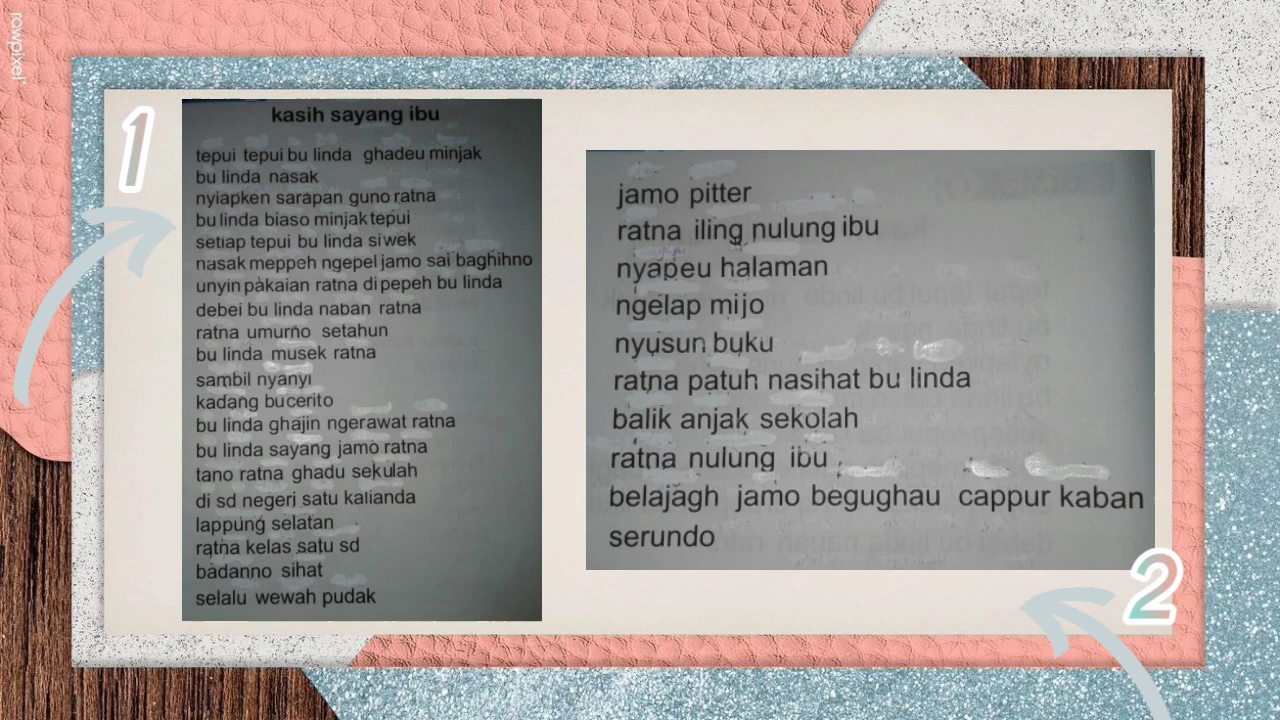 rawpixel
1
kasih sayang ibu
tepui tepui bu linda ghadeu minjak
bu linda nasak
nyiapken sarapan guno ratna
bu linda biaso minjak tepui
setiap tepui bu linda siwek
nasak meppeh ngepel jamo sai baghihno
unyin pakaian ratna di pepeh bu linda
debei bu linda naban ratna
ratna umurno setahun
bu linda musek ratna
sambil nyanyi
kadang bucerito
bu linda ghajin ngerawat ratna
bu linda sayang jamo ratna
tano ratna ghadu sekulah
di sd negeri satu kalianda
lappung selatan
ratna kelas satu sd
badanno sihat
selalu wewah pudak
jamo pitter
ratna iling nulung ibu
nyapeu halaman
ngelap mijo
nyusun buku
ratna patuh nasihat bu linda
balik anjak sekolah
ratna nulung ibu
belajagh jamo begughau cappur kaban
serundo
2